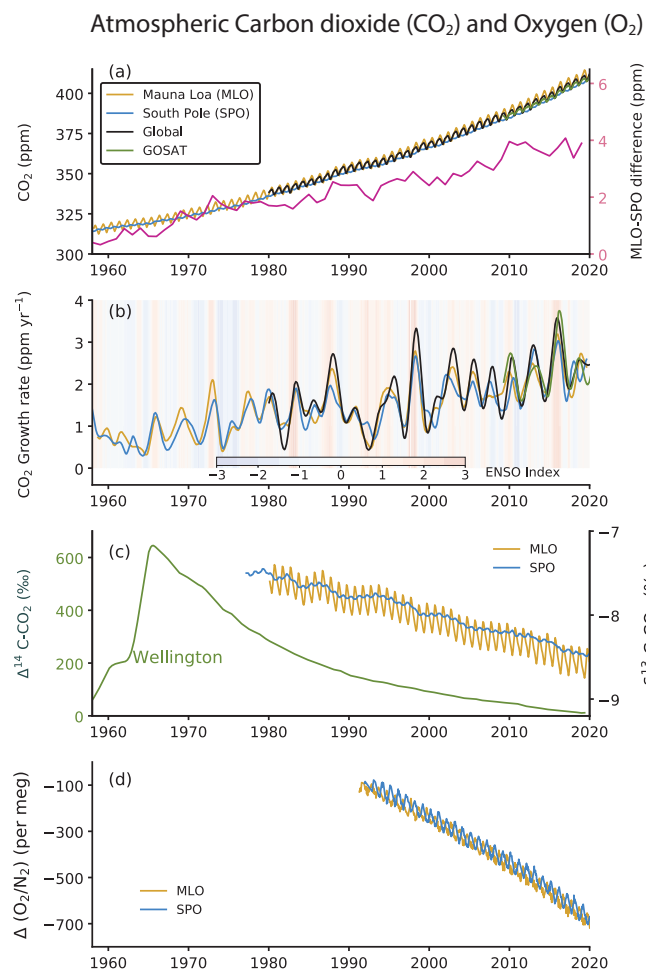 Atmospheric Carbon dioxide (CO₂) and Oxygen (O₂)
(a)
Mauna Loa (MLO)
South Pole (SPO)
Global
GOSAT
CO₂ (ppm)
400
375
350
325
300
MLO-SPO difference (ppm)
6
4
2
0
1960 1970 1980 1990 2000 2010 2020
(b)
CO₂ Growth rate (ppm yr⁻¹)
4
3
2
1
0
−3 −2 −1 0 1 2 3
ENSO Index
1960 1970 1980 1990 2000 2010 2020
(c)
Δ¹⁴ C-CO₂ (‰)
600
400
200
0
Wellington
MLO
SPO
−7
−8
−9
1960 1970 1980 1990 2000 2010 2020
(d)
Δ (O₂/N₂) (per meg)
−100
−300
−500
−700
MLO
SPO
1960 1970 1980 1990 2000 2010 2020